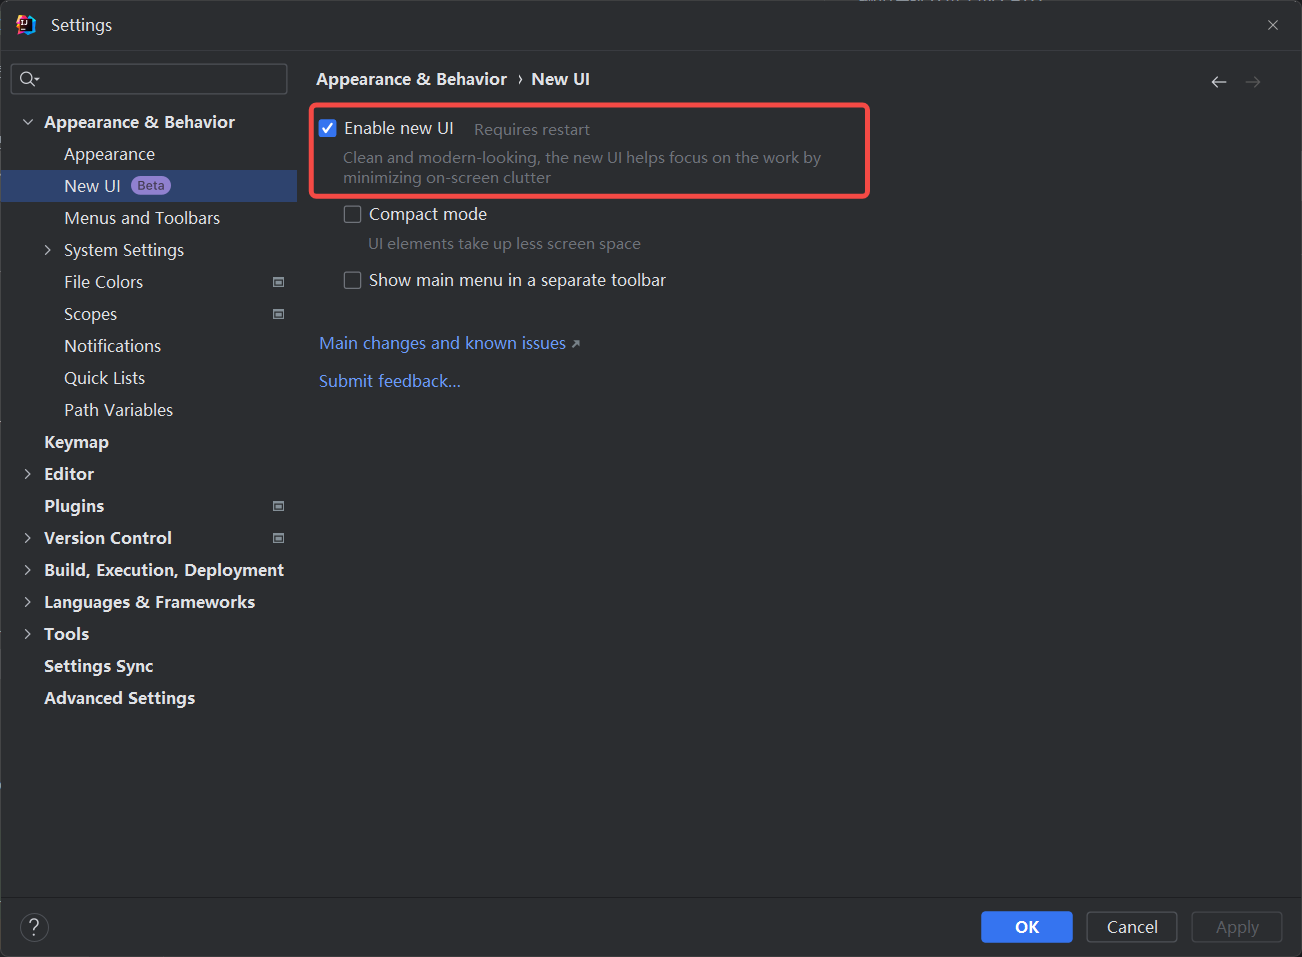 Settings
Appearance & Behavior › New UI
Appearance & Behavior
Appearance
New UI Beta
Menus and Toolbars
System Settings
File Colors
Scopes
Notifications
Quick Lists
Path Variables
Keymap
Editor
Plugins
Version Control
Build, Execution, Deployment
Languages & Frameworks
Tools
Settings Sync
Advanced Settings
Enable new UI Requires restart
Clean and modern-looking, the new UI helps focus on the work by
minimizing on-screen clutter
Compact mode
UI elements take up less screen space
Show main menu in a separate toolbar
Main changes and known issues
Submit feedback...
?
OK
Cancel
Apply